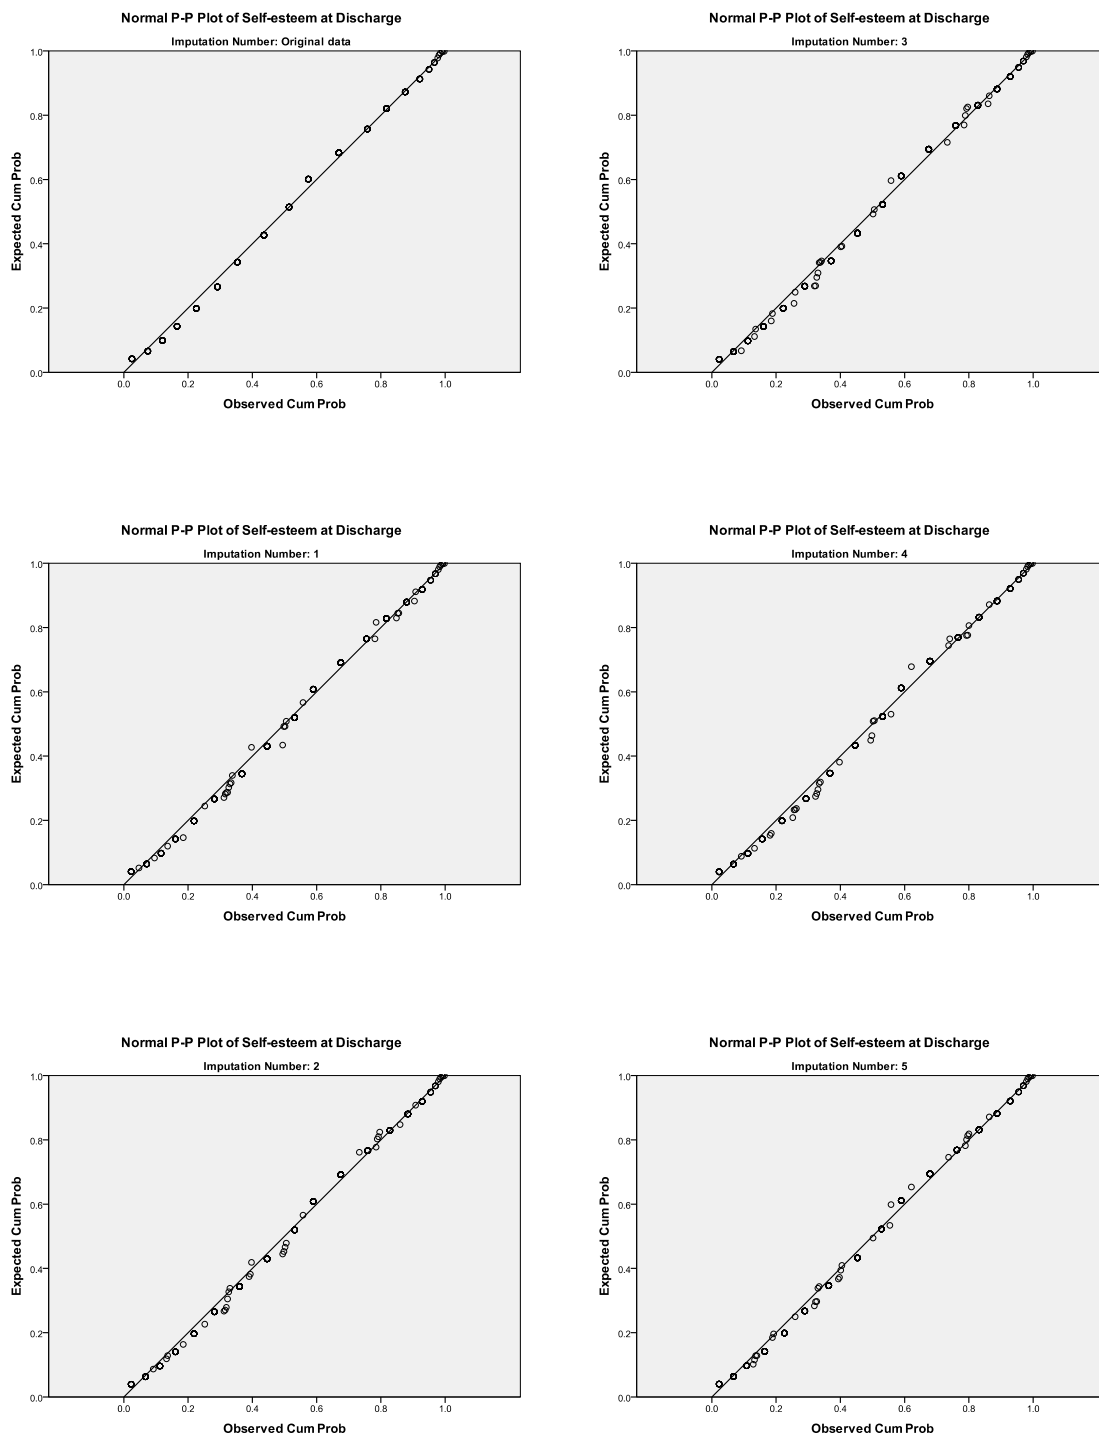 Normal P-P Plot of Self-esteem at Discharge
Imputation Number: Original data
Expected Cum Prob
1.0
0.8
0.6
0.4
0.2
0.0
0.0 0.2 0.4 0.6 0.8 1.0
Observed Cum Prob
Normal P-P Plot of Self-esteem at Discharge
Imputation Number: 3
Expected Cum Prob
1.0
0.8
0.6
0.4
0.2
0.0
0.0 0.2 0.4 0.6 0.8 1.0
Observed Cum Prob
Normal P-P Plot of Self-esteem at Discharge
Imputation Number: 1
Expected Cum Prob
1.0
0.8
0.6
0.4
0.2
0.0
0.0 0.2 0.4 0.6 0.8 1.0
Observed Cum Prob
Normal P-P Plot of Self-esteem at Discharge
Imputation Number: 4
Expected Cum Prob
1.0
0.8
0.6
0.4
0.2
0.0
0.0 0.2 0.4 0.6 0.8 1.0
Observed Cum Prob
Normal P-P Plot of Self-esteem at Discharge
Imputation Number: 2
Expected Cum Prob
1.0
0.8
0.6
0.4
0.2
0.0
0.0 0.2 0.4 0.6 0.8 1.0
Observed Cum Prob
Normal P-P Plot of Self-esteem at Discharge
Imputation Number: 5
Expected Cum Prob
1.0
0.8
0.6
0.4
0.2
0.0
0.0 0.2 0.4 0.6 0.8 1.0
Observed Cum Prob